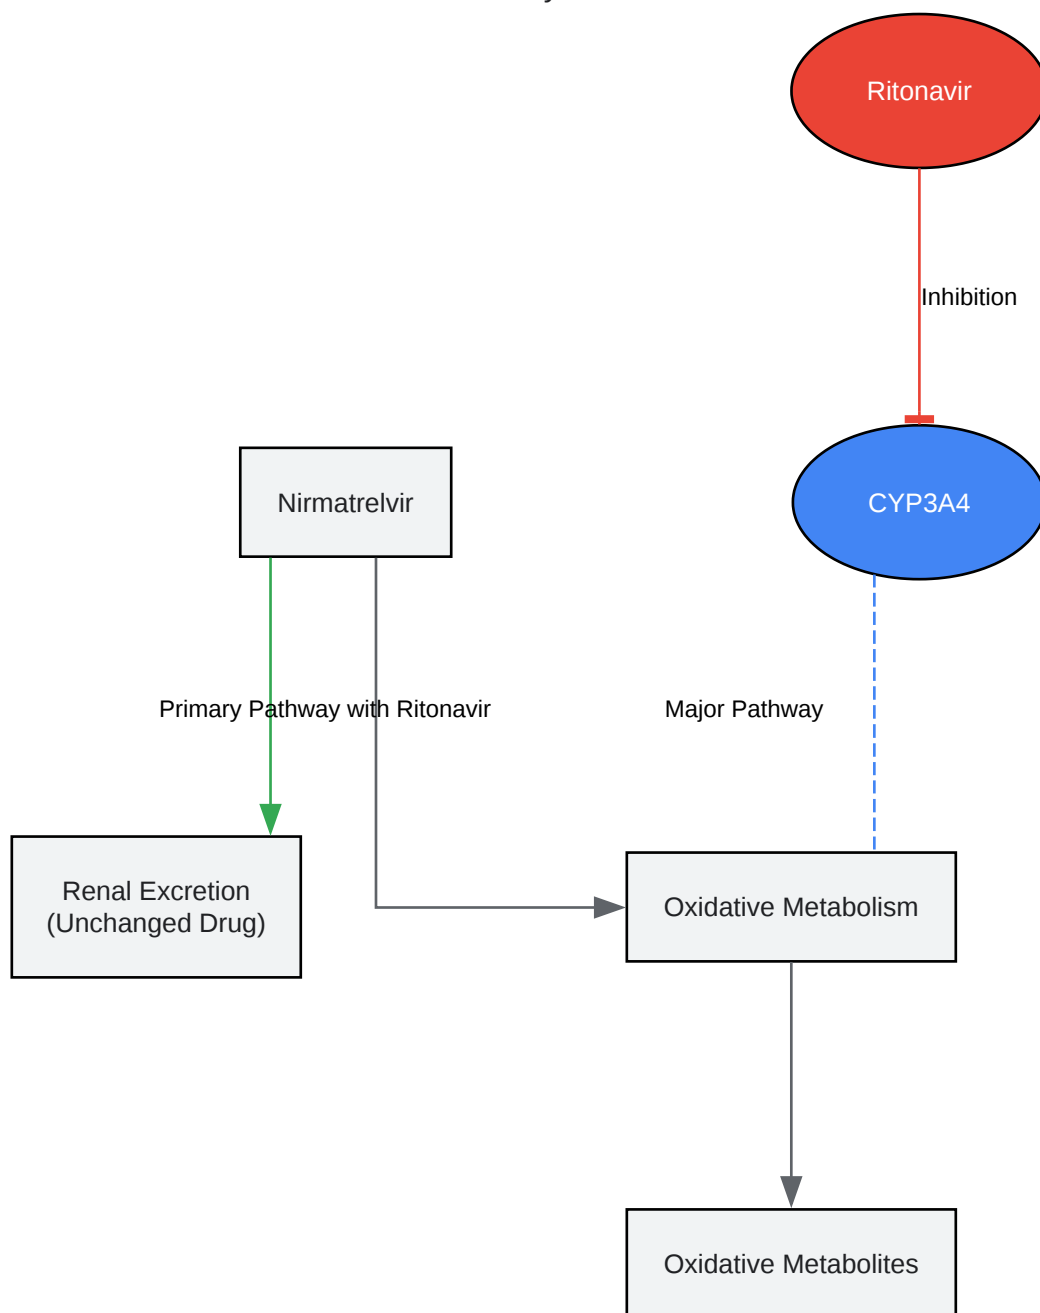 Ritonavir
Inhibition
Nirmatrelvir
CYP3A4
Primary Pathway with Ritonavir
Major Pathway
Renal Excretion
(Unchanged Drug)
Oxidative Metabolism
Oxidative Metabolites